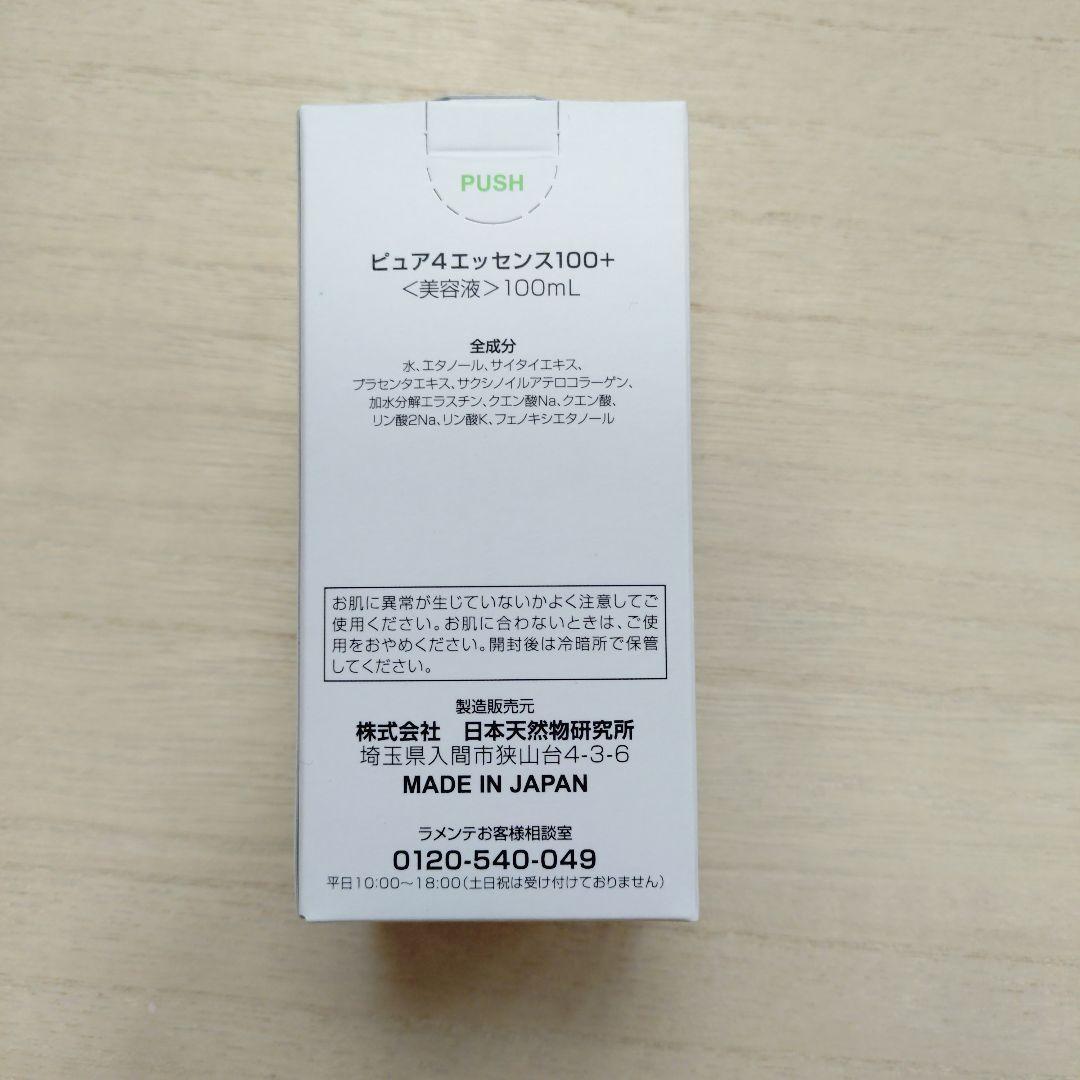 PUSH
ピュア4エッセンス100+
＜美容液＞100mL
全成分
水、エタノール、サイタイエキス、
プラセンタエキス、サクシノイルアテロコラーゲン、
加水分解エラスチン、クエン酸Na、クエン酸、
リン酸2Na、リン酸K、フェノキシエタノール
お肌に異常が生じていないかよく注意してご
使用ください。お肌に合わないときは、ご使
用をおやめください。開封後は冷暗所で保管
してください。
製造販売元
株式会社 日本天然物研究所
埼玉県入間市狭山台4-3-6
MADE IN JAPAN
ラメンテお客様相談室
0120-540-049
平日10:00～18:00（土日祝は受け付けておりません）